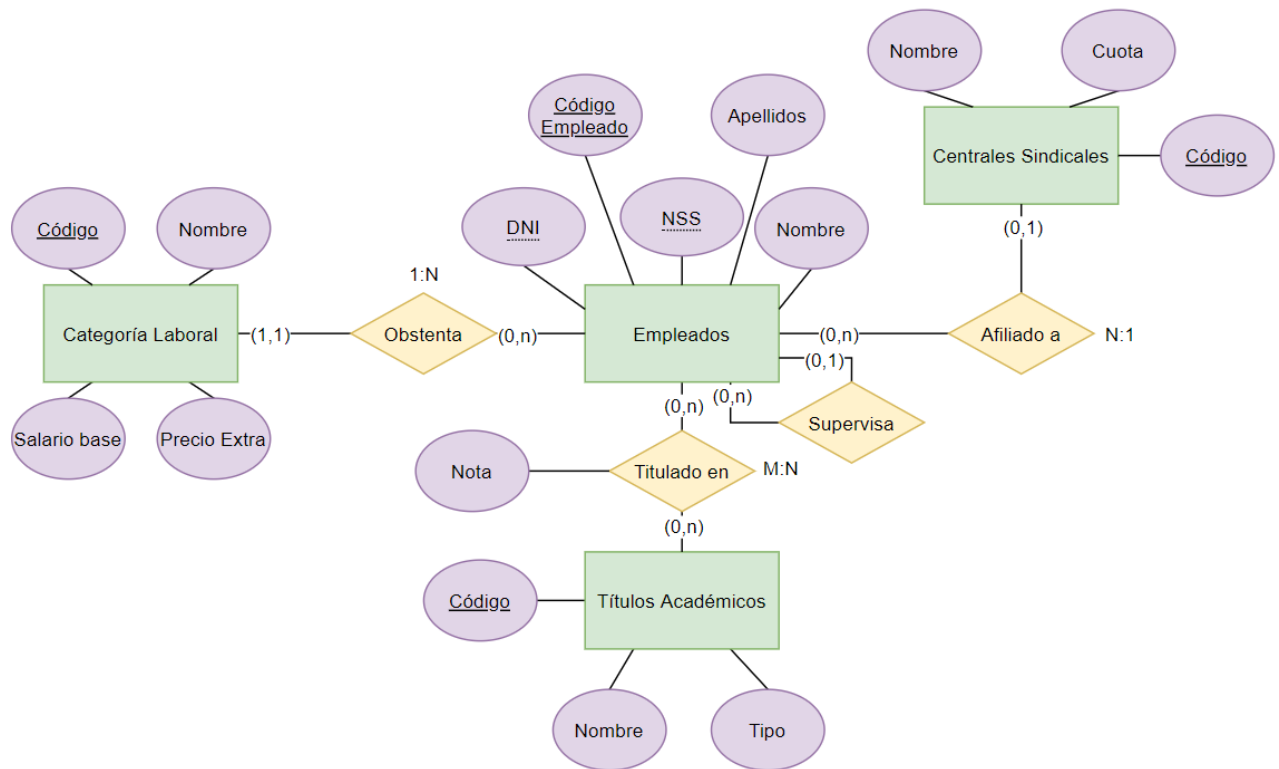 Nombre
Cuota
Código
Empleado
Apellidos
Centrales Sindicales
Código
Código
Nombre
DNI
NSS
Nombre
(0,1)
1:N
Categoría Laboral
(1,1)
Obstenta
(0,n)
Empleados
(0,n)
Afiliado a
N:1
(0,1)
(0,n)
(0,n)
Supervisa
Salario base
Precio Extra
Nota
Titulado en
M:N
(0,n)
Código
Títulos Académicos
Nombre
Tipo